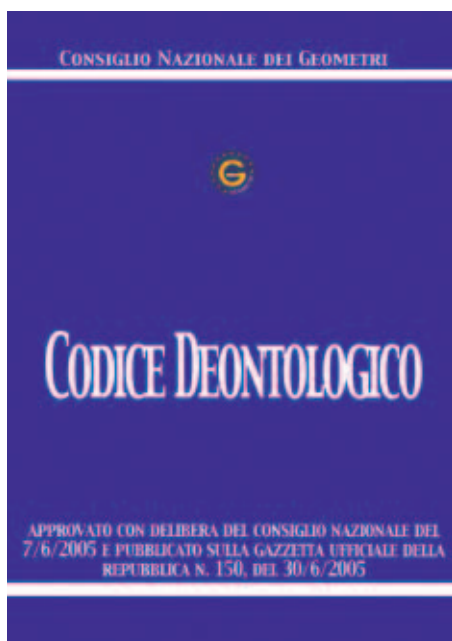 CONSIGLIO NAZIONALE DEI GEOMETRI
G
CODICE DEONTOLOGICO
APPROVATO CON DELIBERA DEL CONSIGLIO NAZIONALE DEL
7/6/2005 E PUBBLICATO SULLA GAZZETTA UFFICIALE DELLA
REPUBBLICA N. 150, DEL 30/6/2005